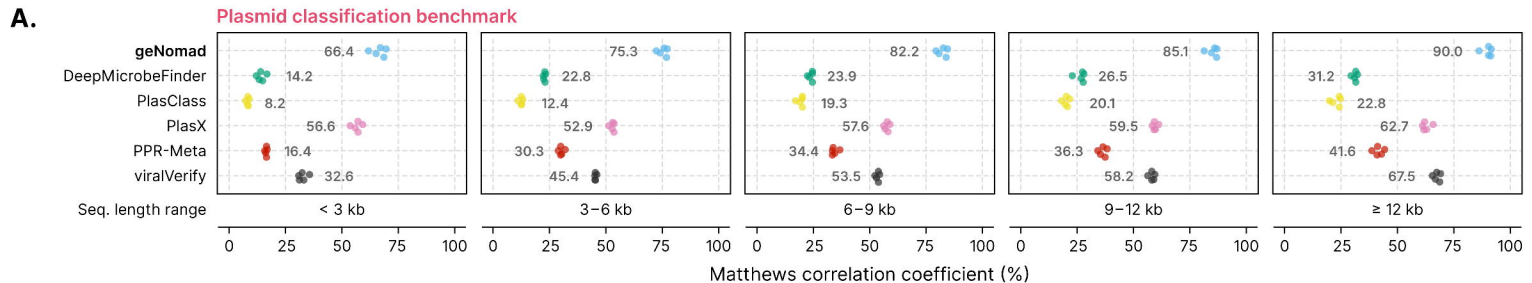 A.
Plasmid classification benchmark
geNomad 66.4 75.3 82.2 85.1 90.0
DeepMicrobeFinder 14.2 22.8 23.9 26.5 31.2
PlasClass 8.2 12.4 19.3 20.1 22.8
PlasX 56.6 52.9 57.6 59.5 62.7
PPR-Meta 16.4 30.3 34.4 36.3 41.6
viralVerify 32.6 45.4 53.5 58.2 67.5
Seq. length range < 3 kb 3–6 kb 6–9 kb 9–12 kb ≥ 12 kb
0 25 50 75 100 0 25 50 75 100 0 25 50 75 100 0 25 50 75 100 0 25 50 75 100
Matthews correlation coefficient (%)